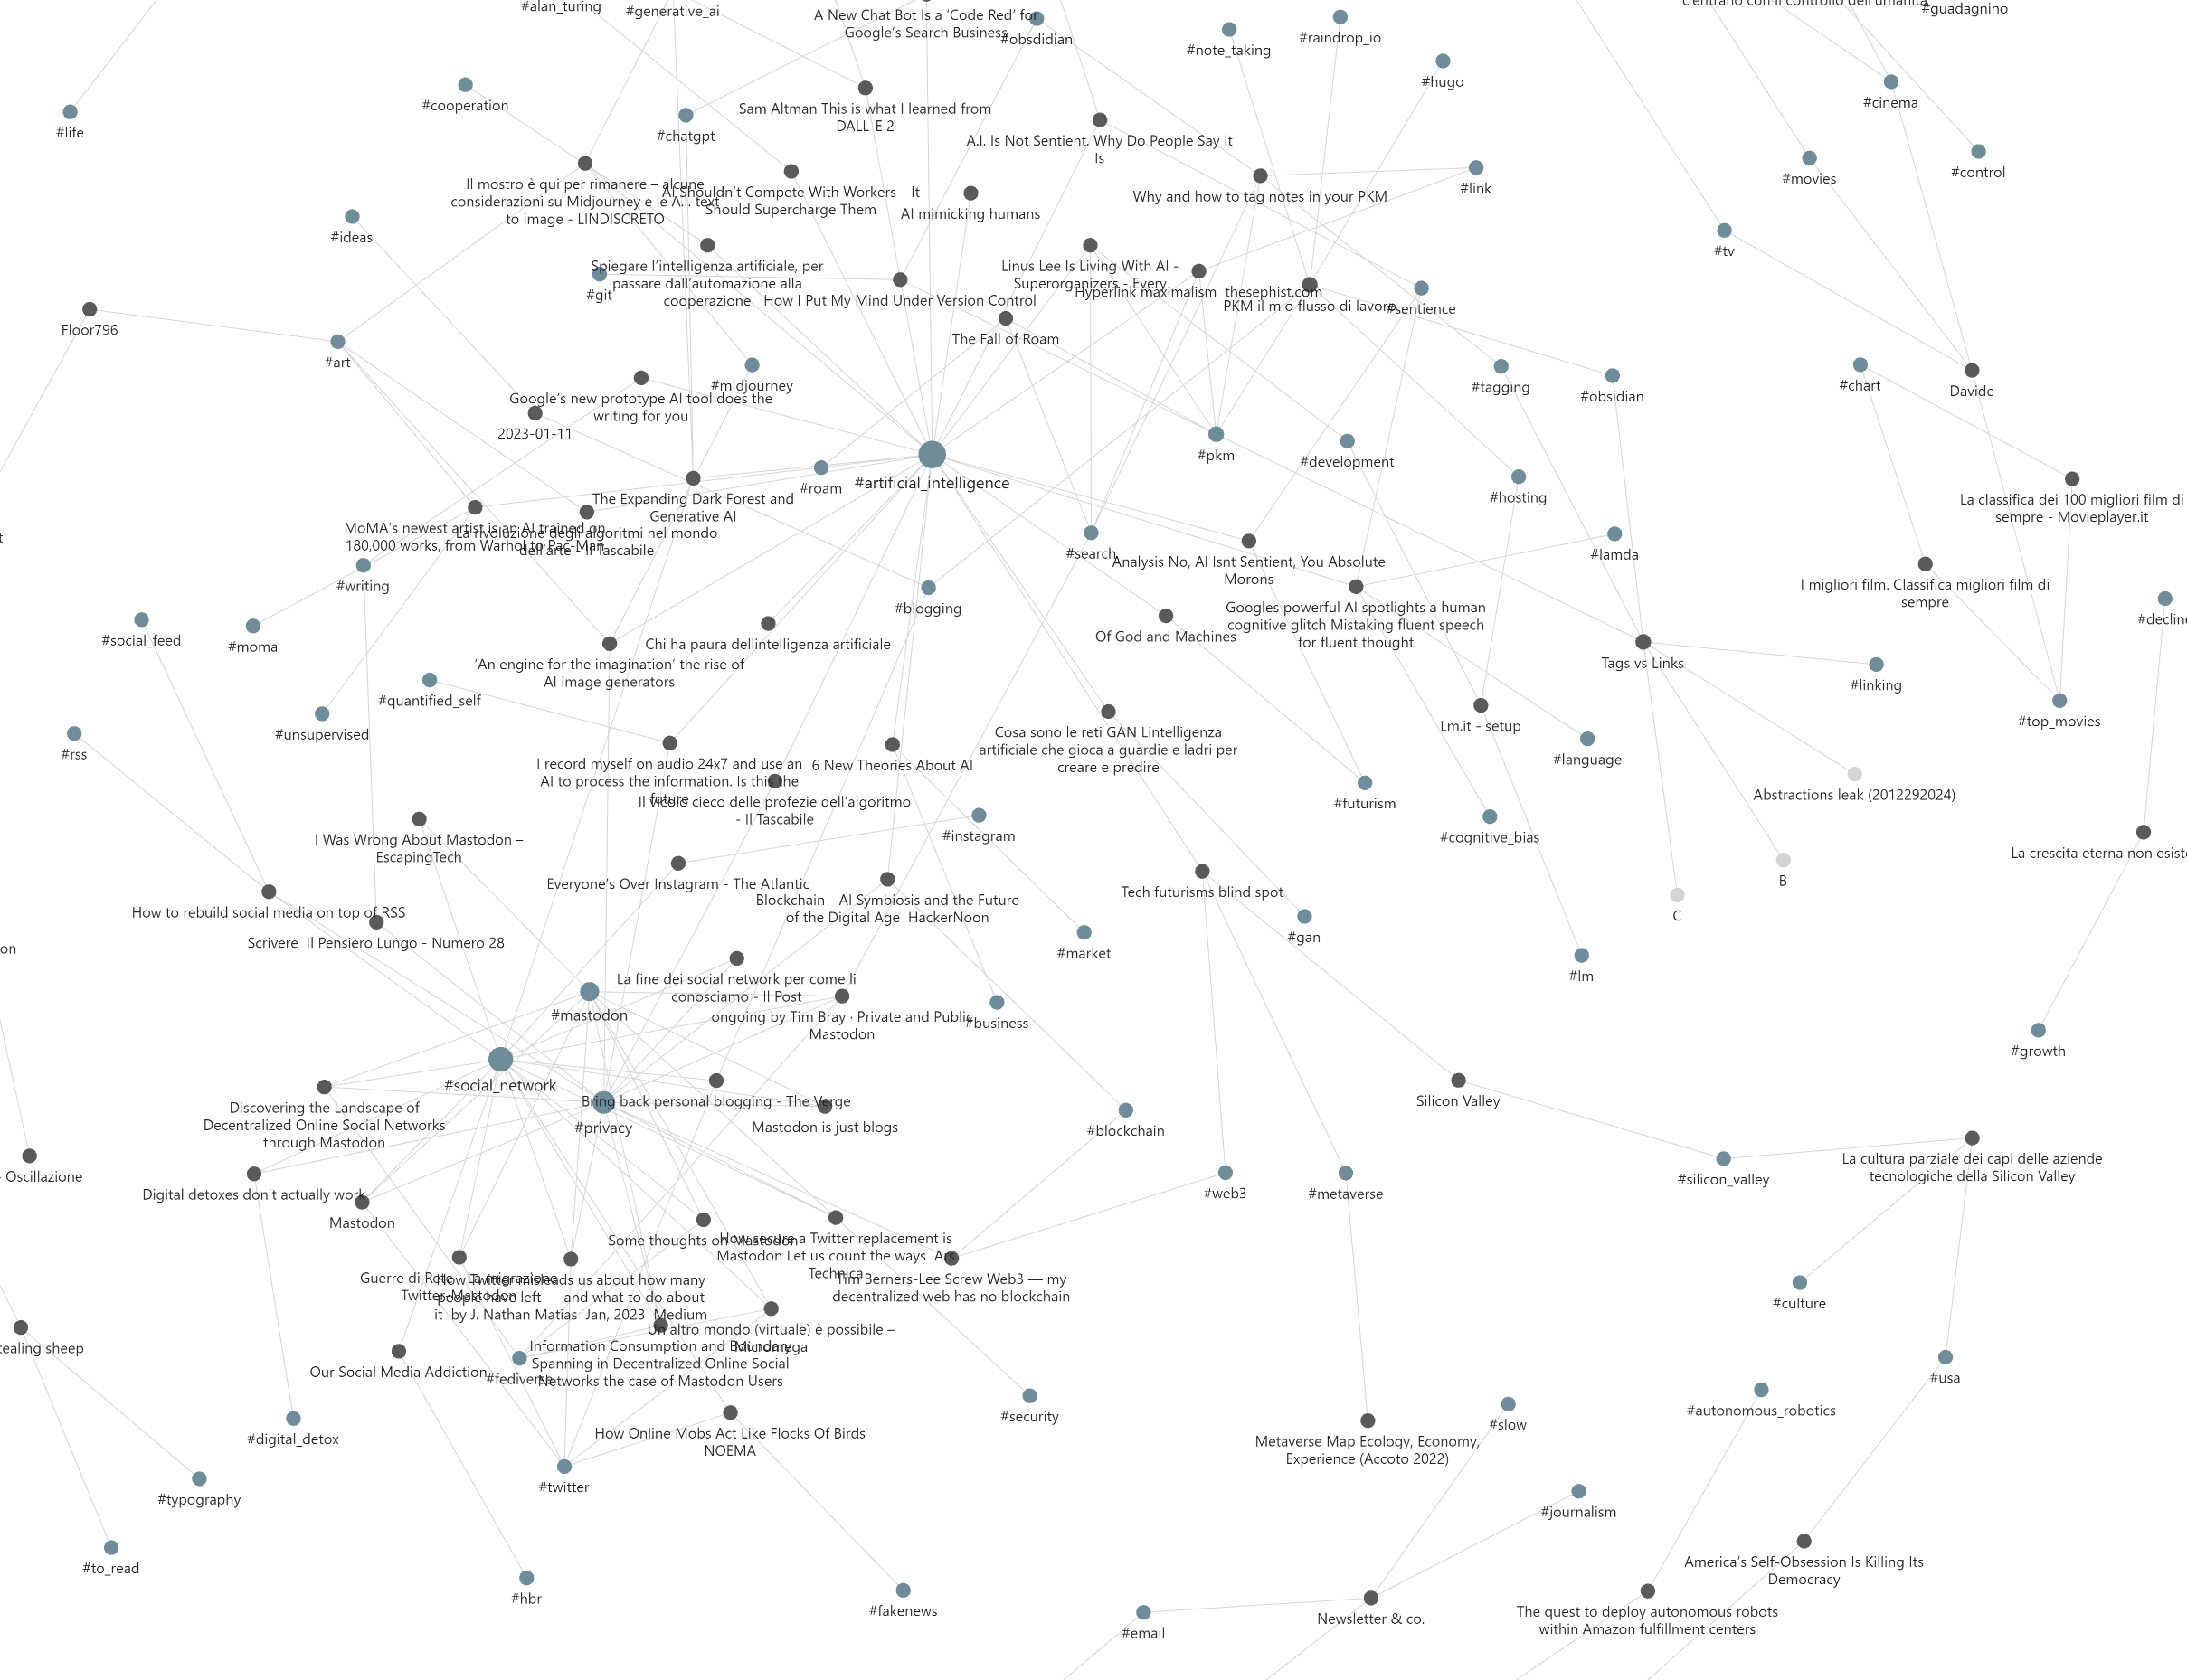 #alan_turing
#generative_ai
A New Chat Bot Is a ‘Code Red’ for
Google’s Search Business
#obsdidian
c'entrano con il controllo dell'umanità
#guadagnino
#note_taking
#raindrop_io
#hugo
#life
#cooperation
#chatgpt
Sam Altman This is what I learned from
DALL-E 2
A.I. Is Not Sentient. Why Do People Say It
Is
#cinema
#movies
#control
Il mostro è qui per rimanere – alcune
considerazioni su Midjourney e le A.I. text
to image - LINDISCRETO
AI Shouldn’t Compete With Workers—It
Should Supercharge Them
AI mimicking humans
Why and how to tag notes in your PKM
#link
#ideas
#git
Spiegare l’intelligenza artificiale, per
passare dall’automazione alla
cooperazione
How I Put My Mind Under Version Control
Linus Lee Is Living With AI -
Superorganizers - Every
Hyperlink maximalism  thesephist.com
PKM il mio flusso di lavoro
#sentience
#tv
Floor796
#art
The Fall of Roam
#midjourney
#tagging
#obsidian
#chart
Davide
Google’s new prototype AI tool does the
writing for you
2023-01-11
#roam
#artificial_intelligence
#pkm
#development
#hosting
The Expanding Dark Forest and
Generative AI
MoMA’s newest artist is an AI trained on
180,000 works, from Warhol to Pac-Man
La rivoluzione degli algoritmi nel mondo
dell’arte - Il Tascabile
La classifica dei 100 migliori film di
sempre - Movieplayer.it
#search
Analysis No, AI Isnt Sentient, You Absolute
Morons
#lamda
#writing
#blogging
Googles powerful AI spotlights a human
cognitive glitch Mistaking fluent speech
for fluent thought
I migliori film. Classifica migliori film di
sempre
#social_feed
#moma
Chi ha paura dellintelligenza artificiale
Of God and Machines
#decline
‘An engine for the imagination’ the rise of
AI image generators
Tags vs Links
#linking
#quantified_self
#unsupervised
#rss
Lm.it - setup
#top_movies
I record myself on audio 24x7 and use an
AI to process the information. Is this the
future
6 New Theories About AI
Cosa sono le reti GAN Lintelligenza
artificiale che gioca a guardie e ladri per
creare e predire
#language
Il vicolo cieco delle profezie dell’algoritmo
- Il Tascabile
#futurism
Abstractions leak (2012292024)
I Was Wrong About Mastodon –
EscapingTech
#instagram
#cognitive_bias
La crescita eterna non esiste
B
Everyone’s Over Instagram - The Atlantic
Blockchain - AI Symbiosis and the Future
of the Digital Age  HackerNoon
Tech futurisms blind spot
C
How to rebuild social media on top of RSS
Scrivere  Il Pensiero Lungo - Numero 28
on
#market
#gan
#lm
La fine dei social network per come li
conosciamo - Il Post
#mastodon
ongoing by Tim Bray · Private and Public
Mastodon
#business
#growth
#social_network
Bring back personal blogging - The Verge
#privacy
Mastodon is just blogs
Silicon Valley
Discovering the Landscape of
Decentralized Online Social Networks
through Mastodon
#blockchain
Oscillazione
Digital detoxes don't actually work
Mastodon
#web3
#metaverse
#silicon_valley
La cultura parziale dei capi delle aziende
tecnologiche della Silicon Valley
Some thoughts on Mastodon
How secure a Twitter replacement is
Mastodon Let us count the ways  Ars
Technica
Guerre di Rete - La migrazione
Twitter-Mastodon
How Twitter misleads us about how many
people have left — and what to do about
it  by J. Nathan Matias  Jan, 2023  Medium
Tim Berners-Lee Screw Web3 — my
decentralized web has no blockchain
#culture
Un altro mondo (virtuale) è possibile –
Micromega
tealing sheep
Our Social Media Addiction
#fediverse
Information Consumption and Boundary
Spanning in Decentralized Online Social
Networks the case of Mastodon Users
#usa
#autonomous_robotics
#security
#slow
#digital_detox
How Online Mobs Act Like Flocks Of Birds
NOEMA
Metaverse Map Ecology, Economy,
Experience (Accoto 2022)
#twitter
#typography
#journalism
#to_read
America’s Self-Obsession Is Killing Its
Democracy
#hbr
#fakenews
#email
Newsletter & co.
The quest to deploy autonomous robots
within Amazon fulfillment centers